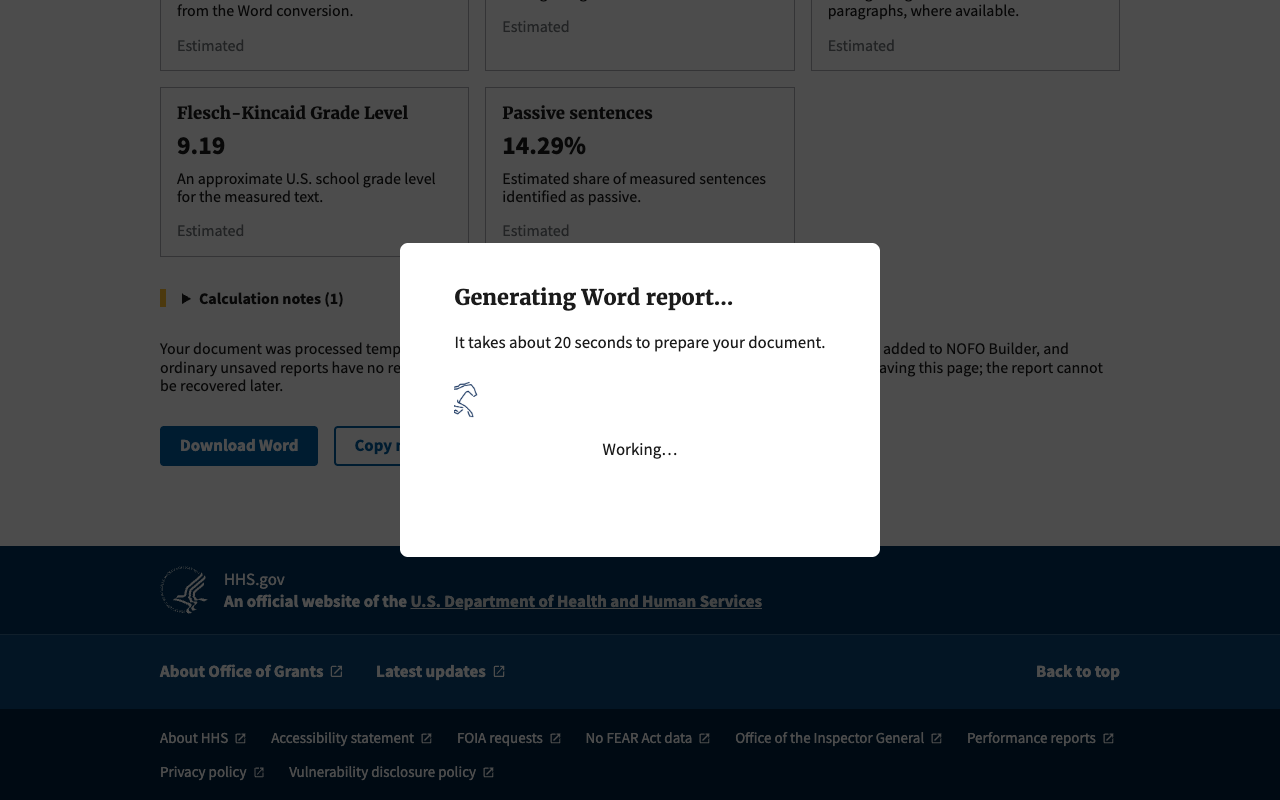 from the Word conversion.
paragraphs, where available.
Estimated
Estimated
Estimated
Flesch-Kincaid Grade Level
9.19
An approximate U.S. school grade level
for the measured text.
Estimated
Passive sentences
14.29%
Estimated share of measured sentences
identified as passive.
Estimated
Calculation notes (1)
Your document was processed temp
added to NOFO Builder, and
ordinary unsaved reports have no re
aving this page; the report cannot
be recovered later.
Download Word
Copy r
Generating Word report…
It takes about 20 seconds to prepare your document.
Working…
HHS.gov
An official website of the U.S. Department of Health and Human Services
About Office of Grants
Latest updates
Back to top
About HHS
Accessibility statement
FOIA requests
No FEAR Act data
Office of the Inspector General
Performance reports
Privacy policy
Vulnerability disclosure policy